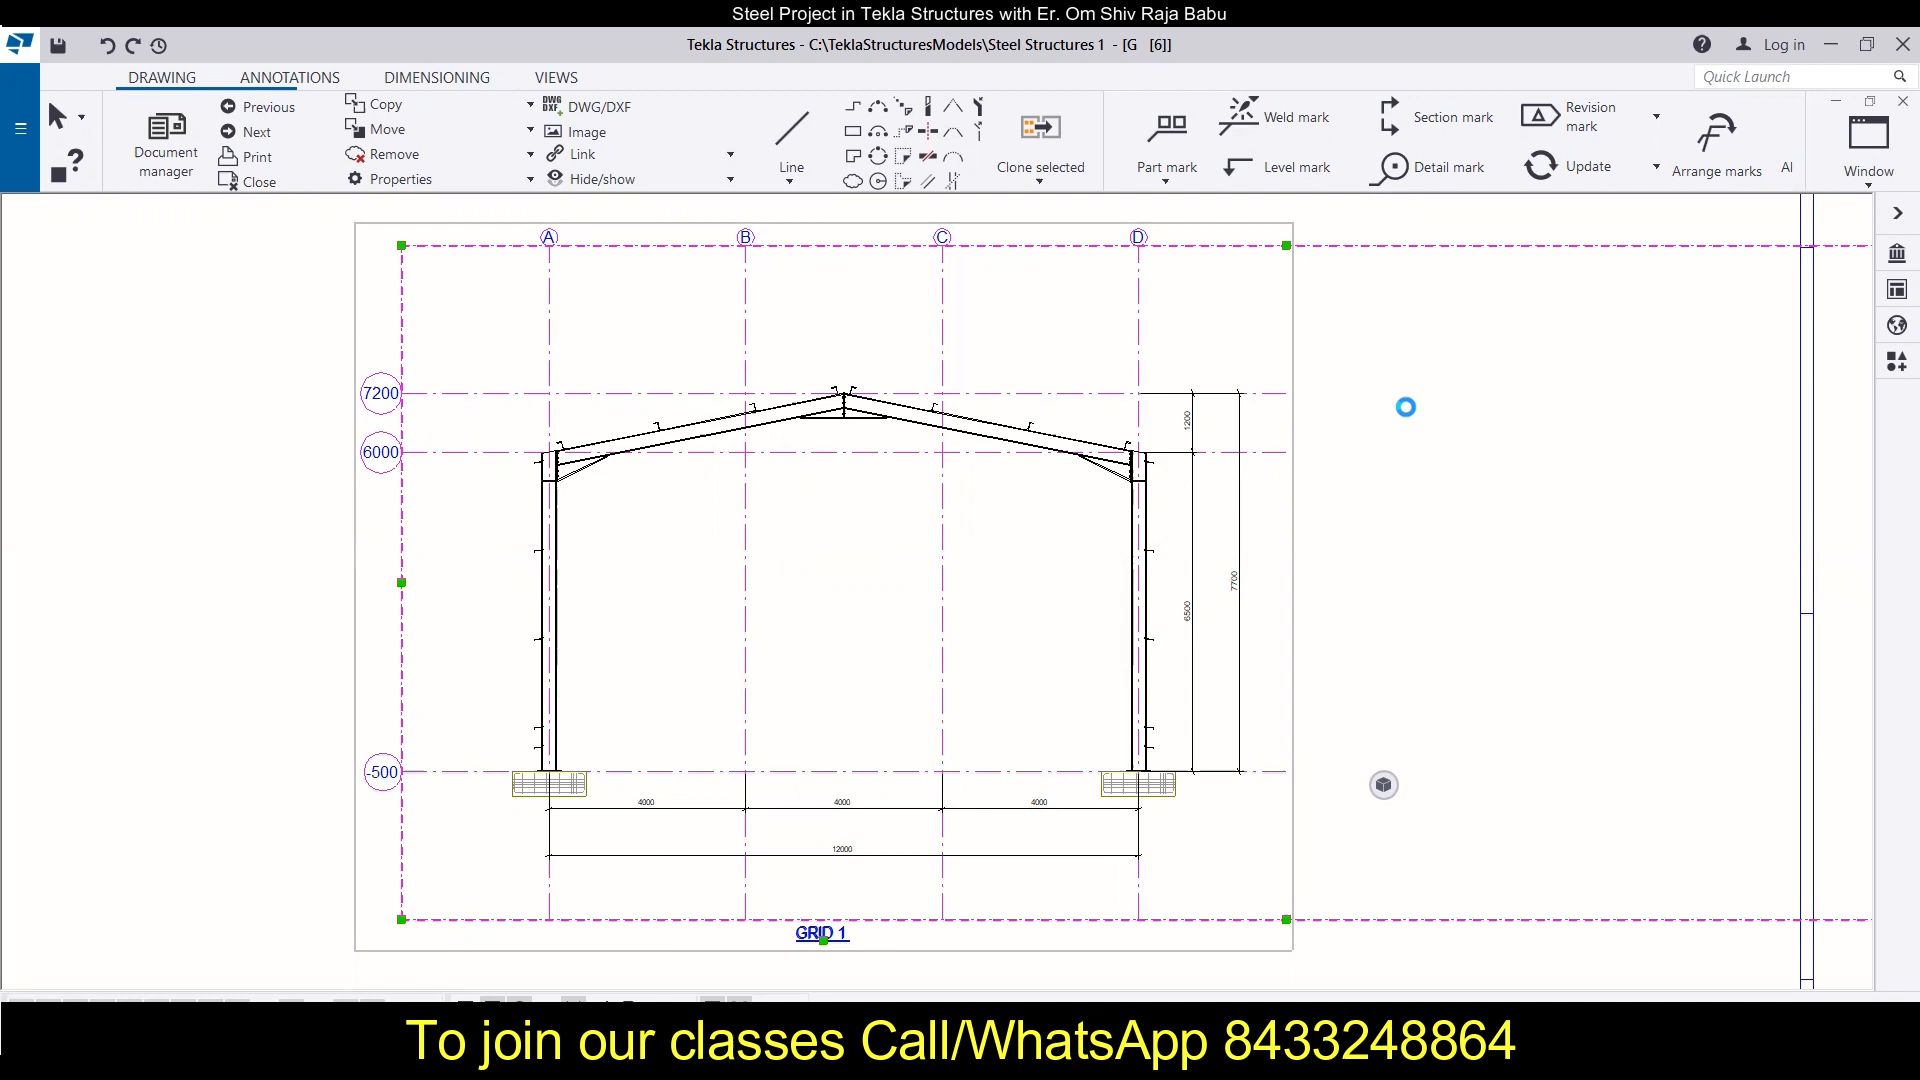 Steel Project in Tekla Structures with Er. Om Shiv Raja Babu
Tekla Structures - C:\TeklaStructuresModels\Steel Structures 1 - [G [6]]
Log in
DRAWING ANNOTATIONS DIMENSIONING VIEWS
Quick Launch
Document manager
Previous
Next
Print
Close
Copy
Move
Remove
Properties
DWG/DXF
Image
Link
Hide/show
Line
Clone selected
Part mark
Weld mark
Level mark
Section mark
Detail mark
Revision mark
Update
Arrange marks
Al
Window
A B C D
7200
6000
-500
1200
6500
7700
4000 4000 4000
12000
GRID 1
To join our classes Call/WhatsApp 8433248864